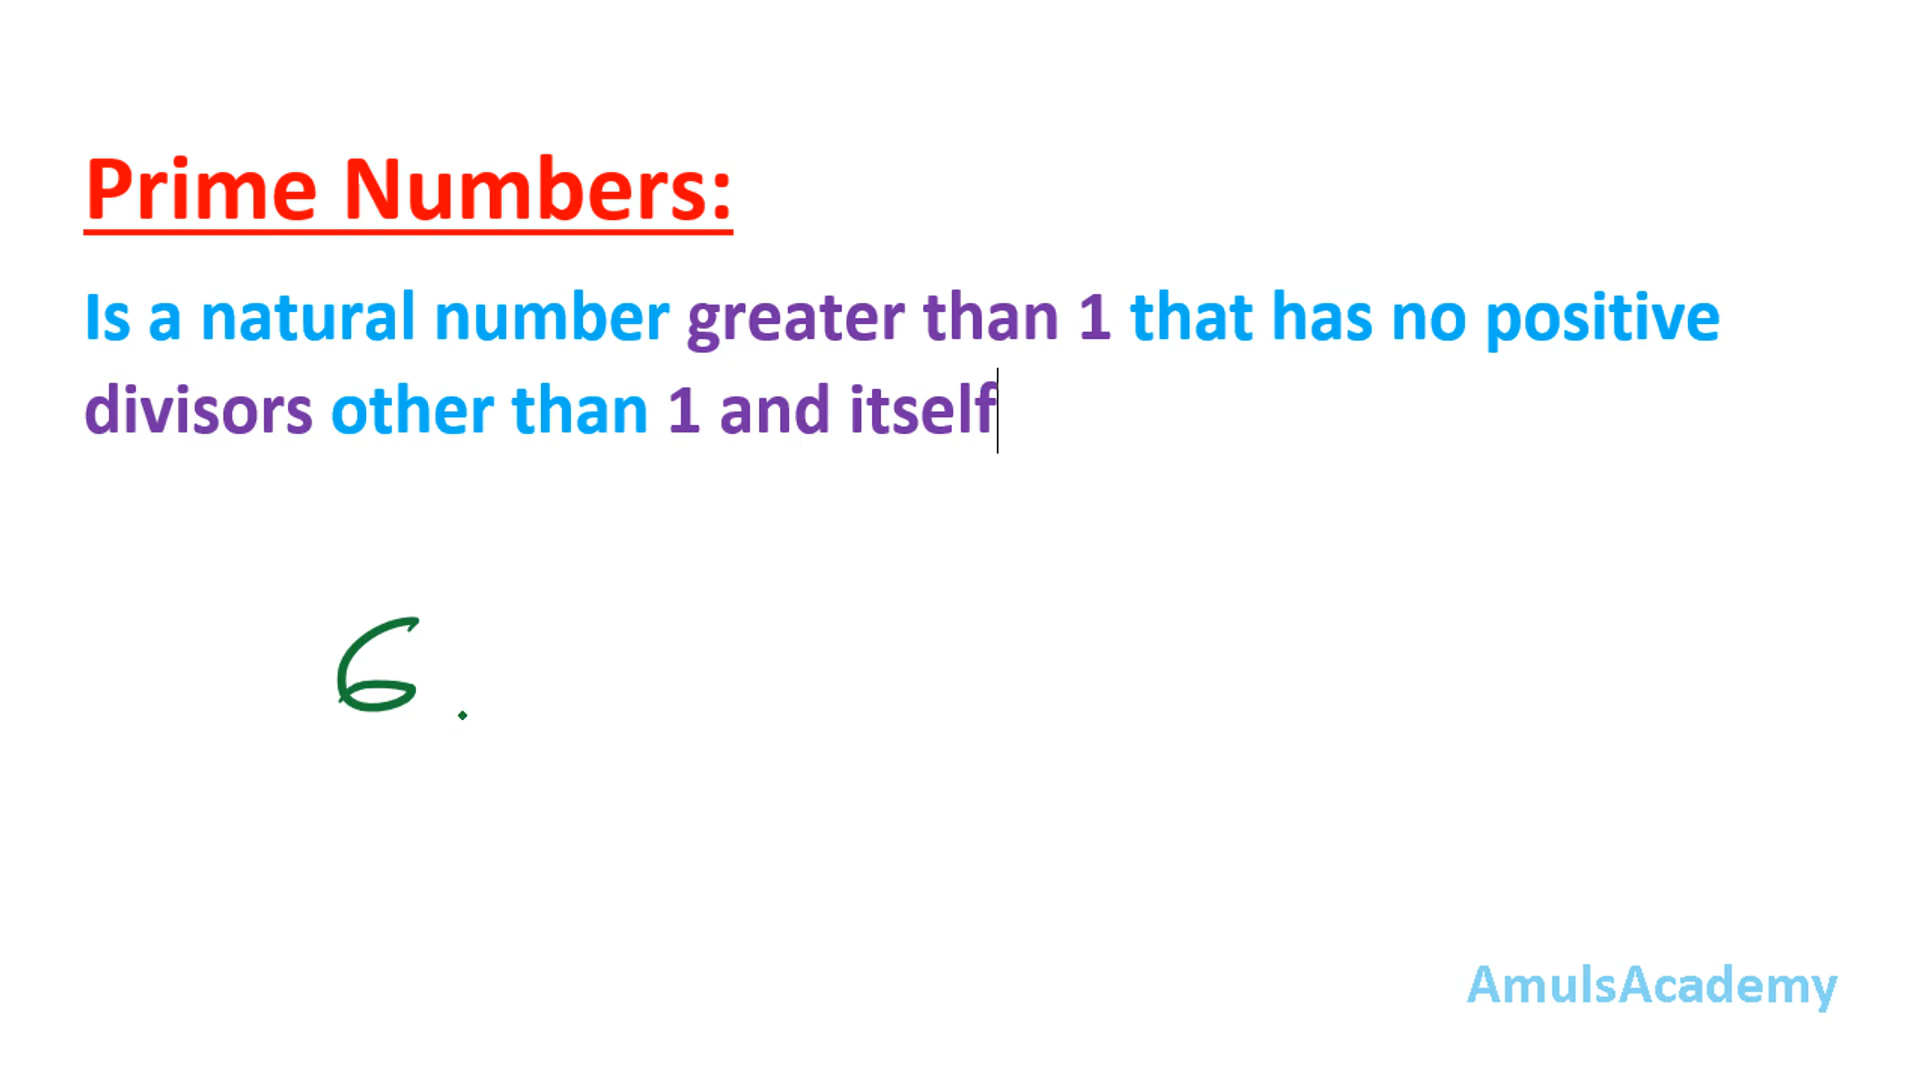 Prime Numbers:
Is a natural number greater than 1 that has no positive
divisors other than 1 and itself
6
AmulsAcademy